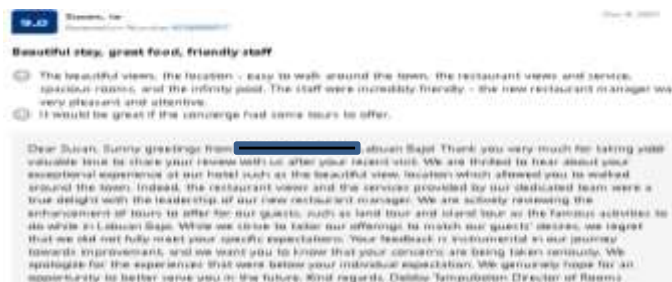 9.0
Beautiful stay, great food, friendly staff
The beautiful views, the location - easy to walk around the town, the restaurant views and service,
spacious rooms, and the infinity pool. The staff were incredibly friendly - the new restaurant manager was
very pleasant and attentive.
It would be great if the concierge had some tours to offer.
Dear Susan, Sunny greetings from Labuan Bajo! Thank you very much for taking your
valuable time to share your review with us after your recent visit. We are thrilled to hear about your
exceptional experience at our hotel such as the beautiful view, location which allowed you to walked
around the town. Indeed, the restaurant views and the services provided by our dedicated team were a
true delight with the leadership of our new restaurant manager. We are actively reviewing the
enhancement of tours to offer for our guests, such as land tour and island tour as the famous activities to
do while in Labuan Bajo. While we strive to tailor our offerings to match our guests' desires, we regret
that we did not fully meet your specific expectations. Your feedback is instrumental in our journey
towards improvement, and we want you to know that your concerns are being taken seriously. We
apologize for the experiences that were below your individual expectation. We genuinely hope for an
opportunity to better serve you in the future. Kind regards, Debby Tampubolon Director of Rooms